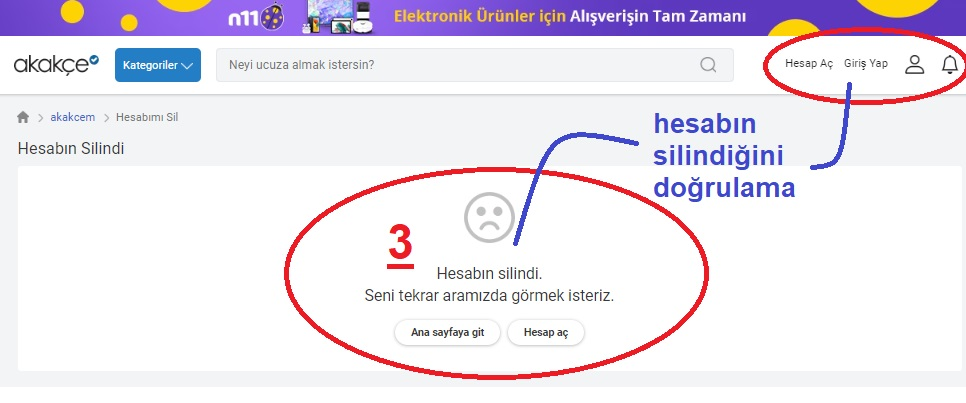 n11 Elektronik Ürünler için Alışverişin Tam Zamanı
akakçe Kategoriler Neyi ucuza almak istersin? Hesap Aç Giriş Yap
akakcem Hesabımı Sil
Hesabın Silindi
hesabın
silindiğini
doğrulama
3
Hesabın silindi.
Seni tekrar aramızda görmek isteriz.
Ana sayfaya git Hesap aç